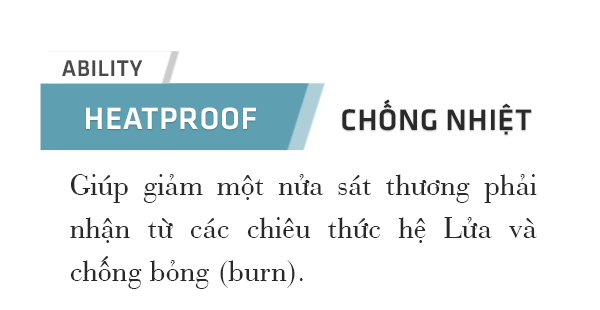 ABILITY
HEATPROOF
CHỐNG NHIỆT
Giúp giảm một nửa sát thương phải
nhận từ các chiêu thức hệ Lửa và
chống bỏng (burn).